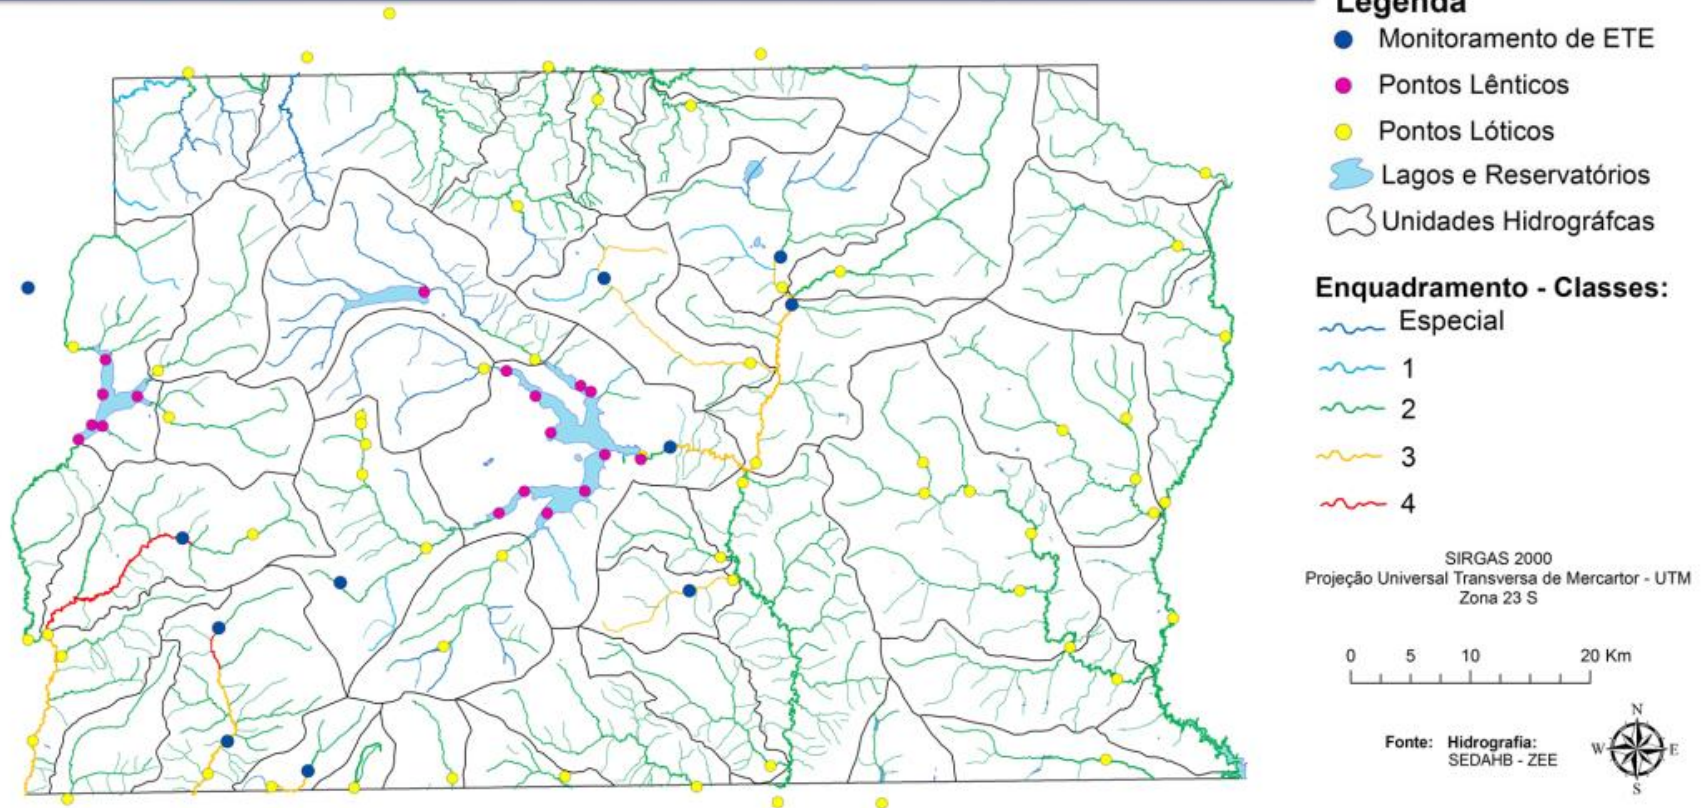 Legenda
Monitoramento de ETE
Pontos Lênticos
Pontos Lóticos
Lagos e Reservatórios
Unidades Hidrográfcas
Enquadramento - Classes:
Especial
1
2
3
4
SIRGAS 2000
Projeção Universal Transversa de Mercartor - UTM
Zona 23 S
0 5 10 20 Km
Fonte: Hidrografia:
SEDAHB - ZEE
N
W E
S